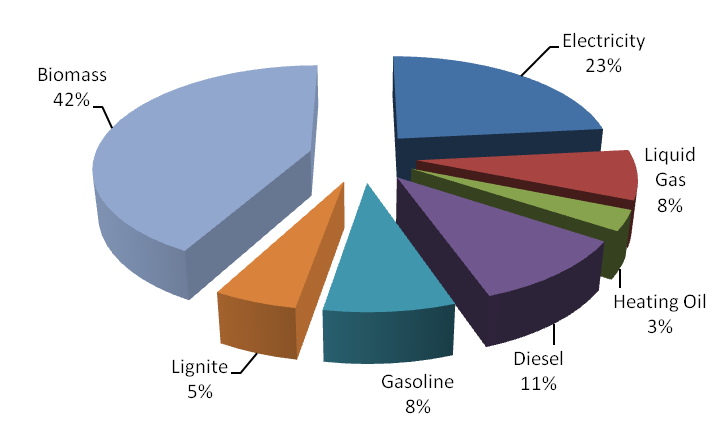 Electricity
23%
Liquid
Gas
8%
Heating Oil
3%
Diesel
11%
Gasoline
8%
Lignite
5%
Biomass
42%